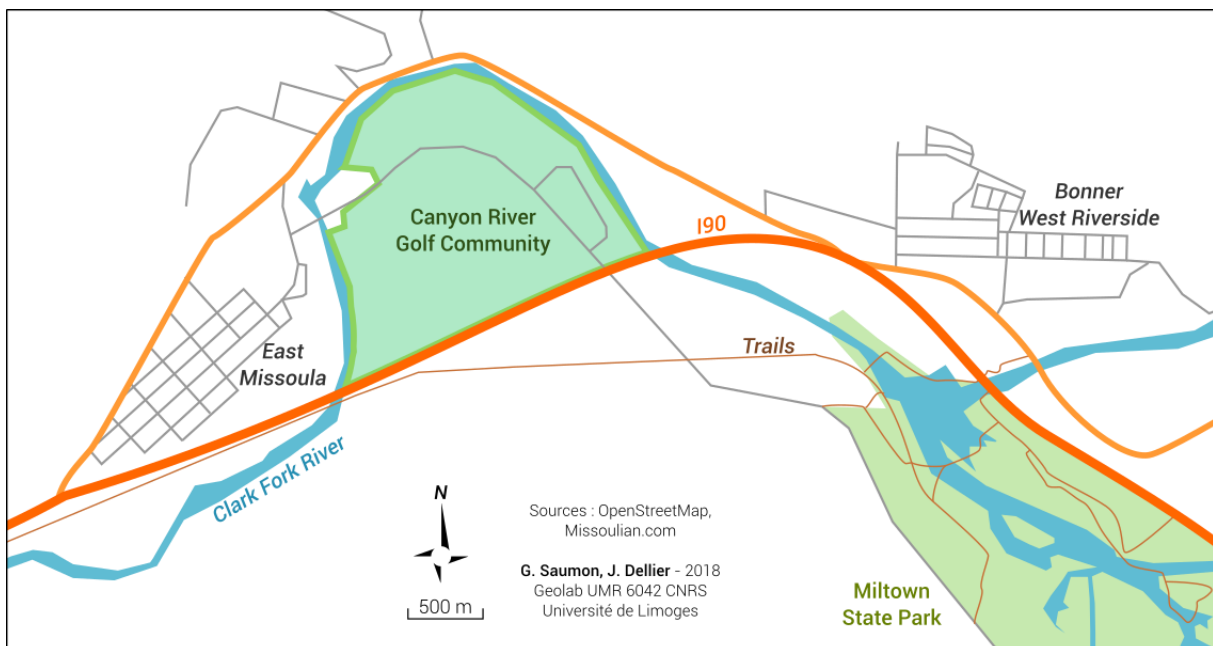 Canyon River
Golf Community
I90
Bonner
West Riverside
East
Missoula
Trails
Clark Fork River
N
500 m
Sources : OpenStreetMap,
Missoulian.com
G. Saumon, J. Dellier - 2018
Geolab UMR 6042 CNRS
Université de Limoges
Miltown
State Park